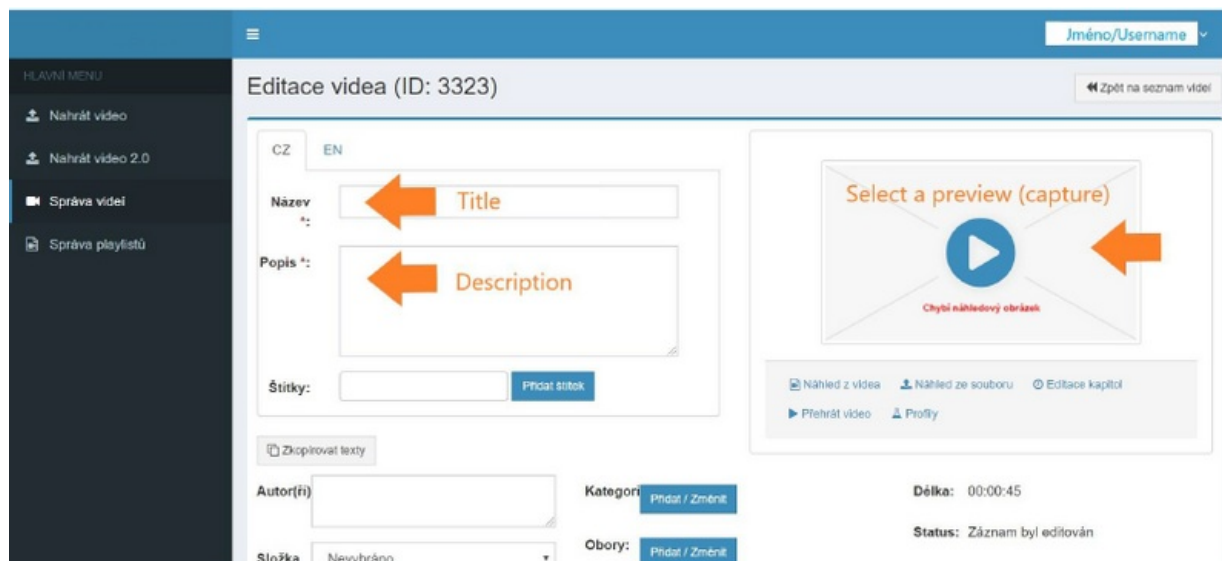 Jméno/Username
HLAVNÍ MENU
Editace videa (ID: 3323)
Zpět na seznam videí
Nahrát video
Nahrát video 2.0
Správa videí
Správa playlistů
CZ EN
Název *:
Title
Popis *:
Description
Štítky:
Přidat štítek
Select a preview (capture)
Chybí náhledový obrázek
Náhled z videa Náhled ze souboru Editace kapitol
Přehrát video Profily
Zkopírovat texty
Autor(ři)
Kategori
Přidat / Změnit
Délka: 00:00:45
Status: Záznam byl editován
Složka Nevybráno
Obory:
Přidat / Změnit